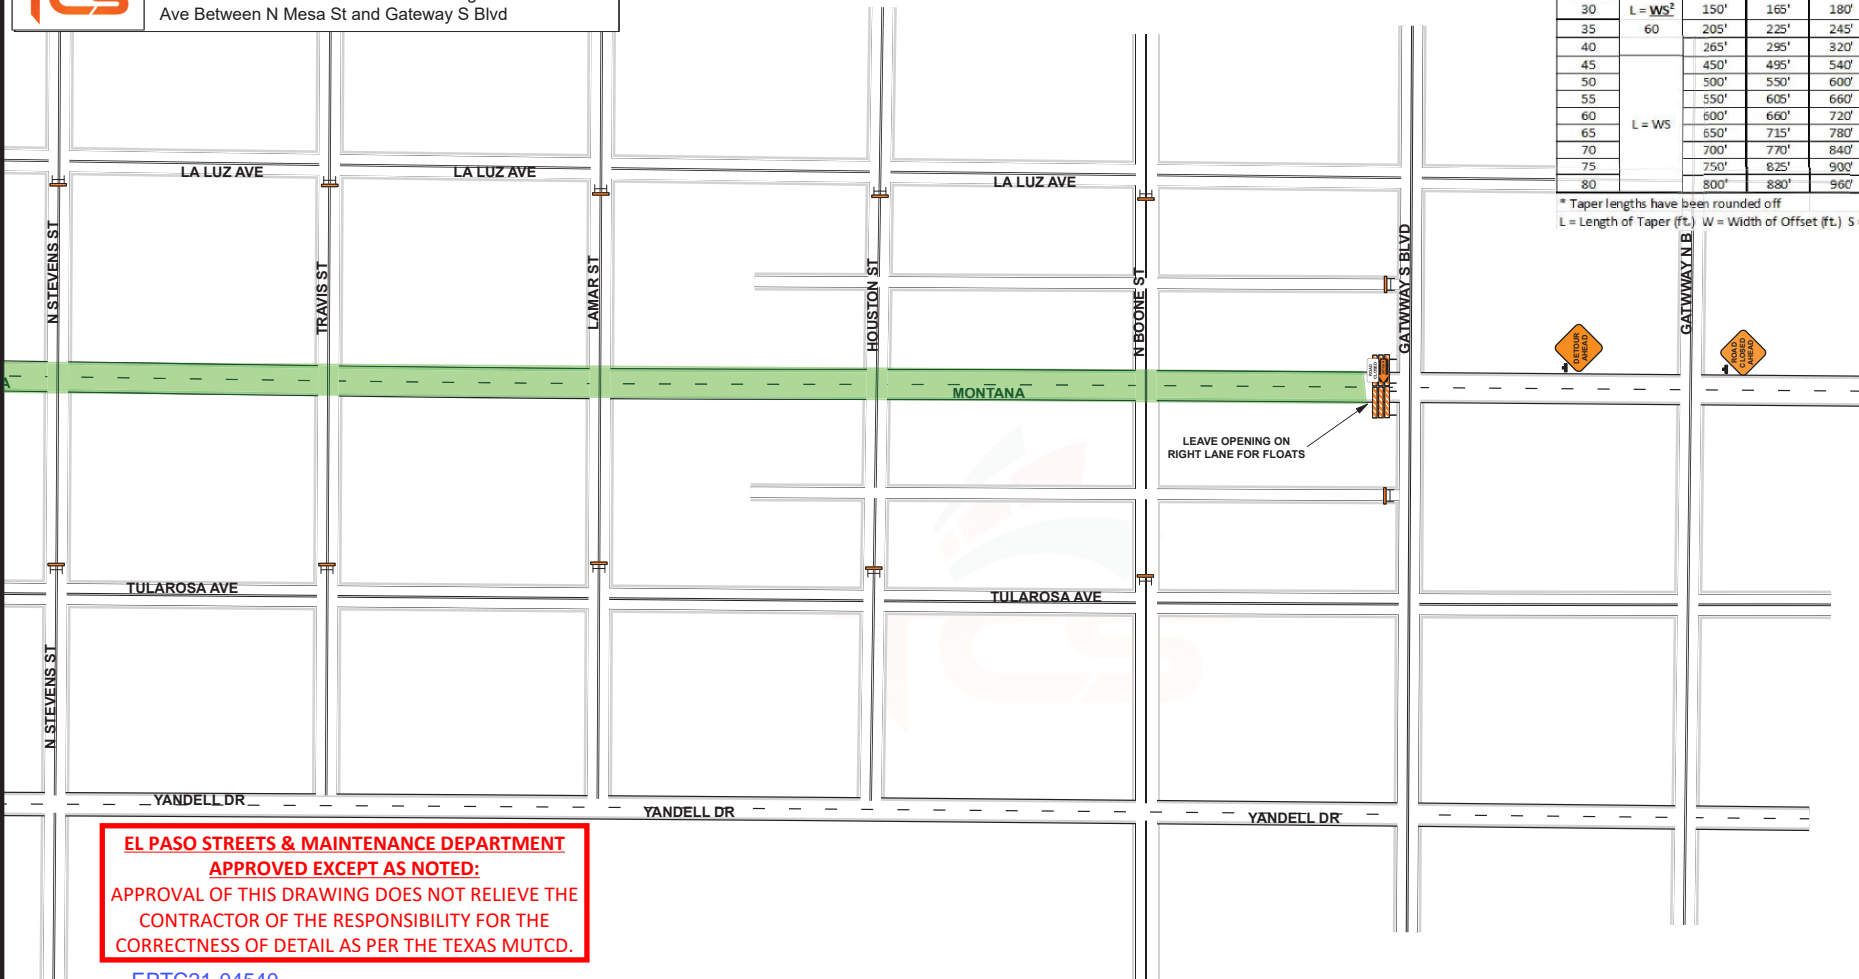 TCS
Ave Between N Mesa St and Gateway S Blvd
30 L = WS² 150' 165' 180'
35 60 205' 225' 245'
40 265' 295' 320'
45 450' 495' 540'
50 500' 550' 600'
55 550' 605' 660'
60 L = WS 600' 660' 720'
65 650' 715' 780'
70 700' 770' 840'
75 750' 825' 900'
80 800' 880' 960'
* Taper lengths have been rounded off
L = Length of Taper (ft.) W = Width of Offset (ft.) S
LA LUZ AVE
LA LUZ AVE
LA LUZ AVE
N STEVENS ST
TRAVIS ST
LAMAR ST
HOUSTON ST
N BOONE ST
GATWWAY S BLVD
GATWWAY N B
DETOUR
AHEAD
ROAD
CLOSED
AHEAD
ROAD
CLOSED
A
MONTANA
LEAVE OPENING ON
RIGHT LANE FOR FLOATS
TULAROSA AVE
TULAROSA AVE
TCS
N STEVENS ST
YANDELL DR
YANDELL DR
YANDELL DR
EL PASO STREETS & MAINTENANCE DEPARTMENT
APPROVED EXCEPT AS NOTED:
APPROVAL OF THIS DRAWING DOES NOT RELIEVE THE
CONTRACTOR OF THE RESPONSIBILITY FOR THE
CORRECTNESS OF DETAIL AS PER THE TEXAS MUTCD.
EPTC21-04540